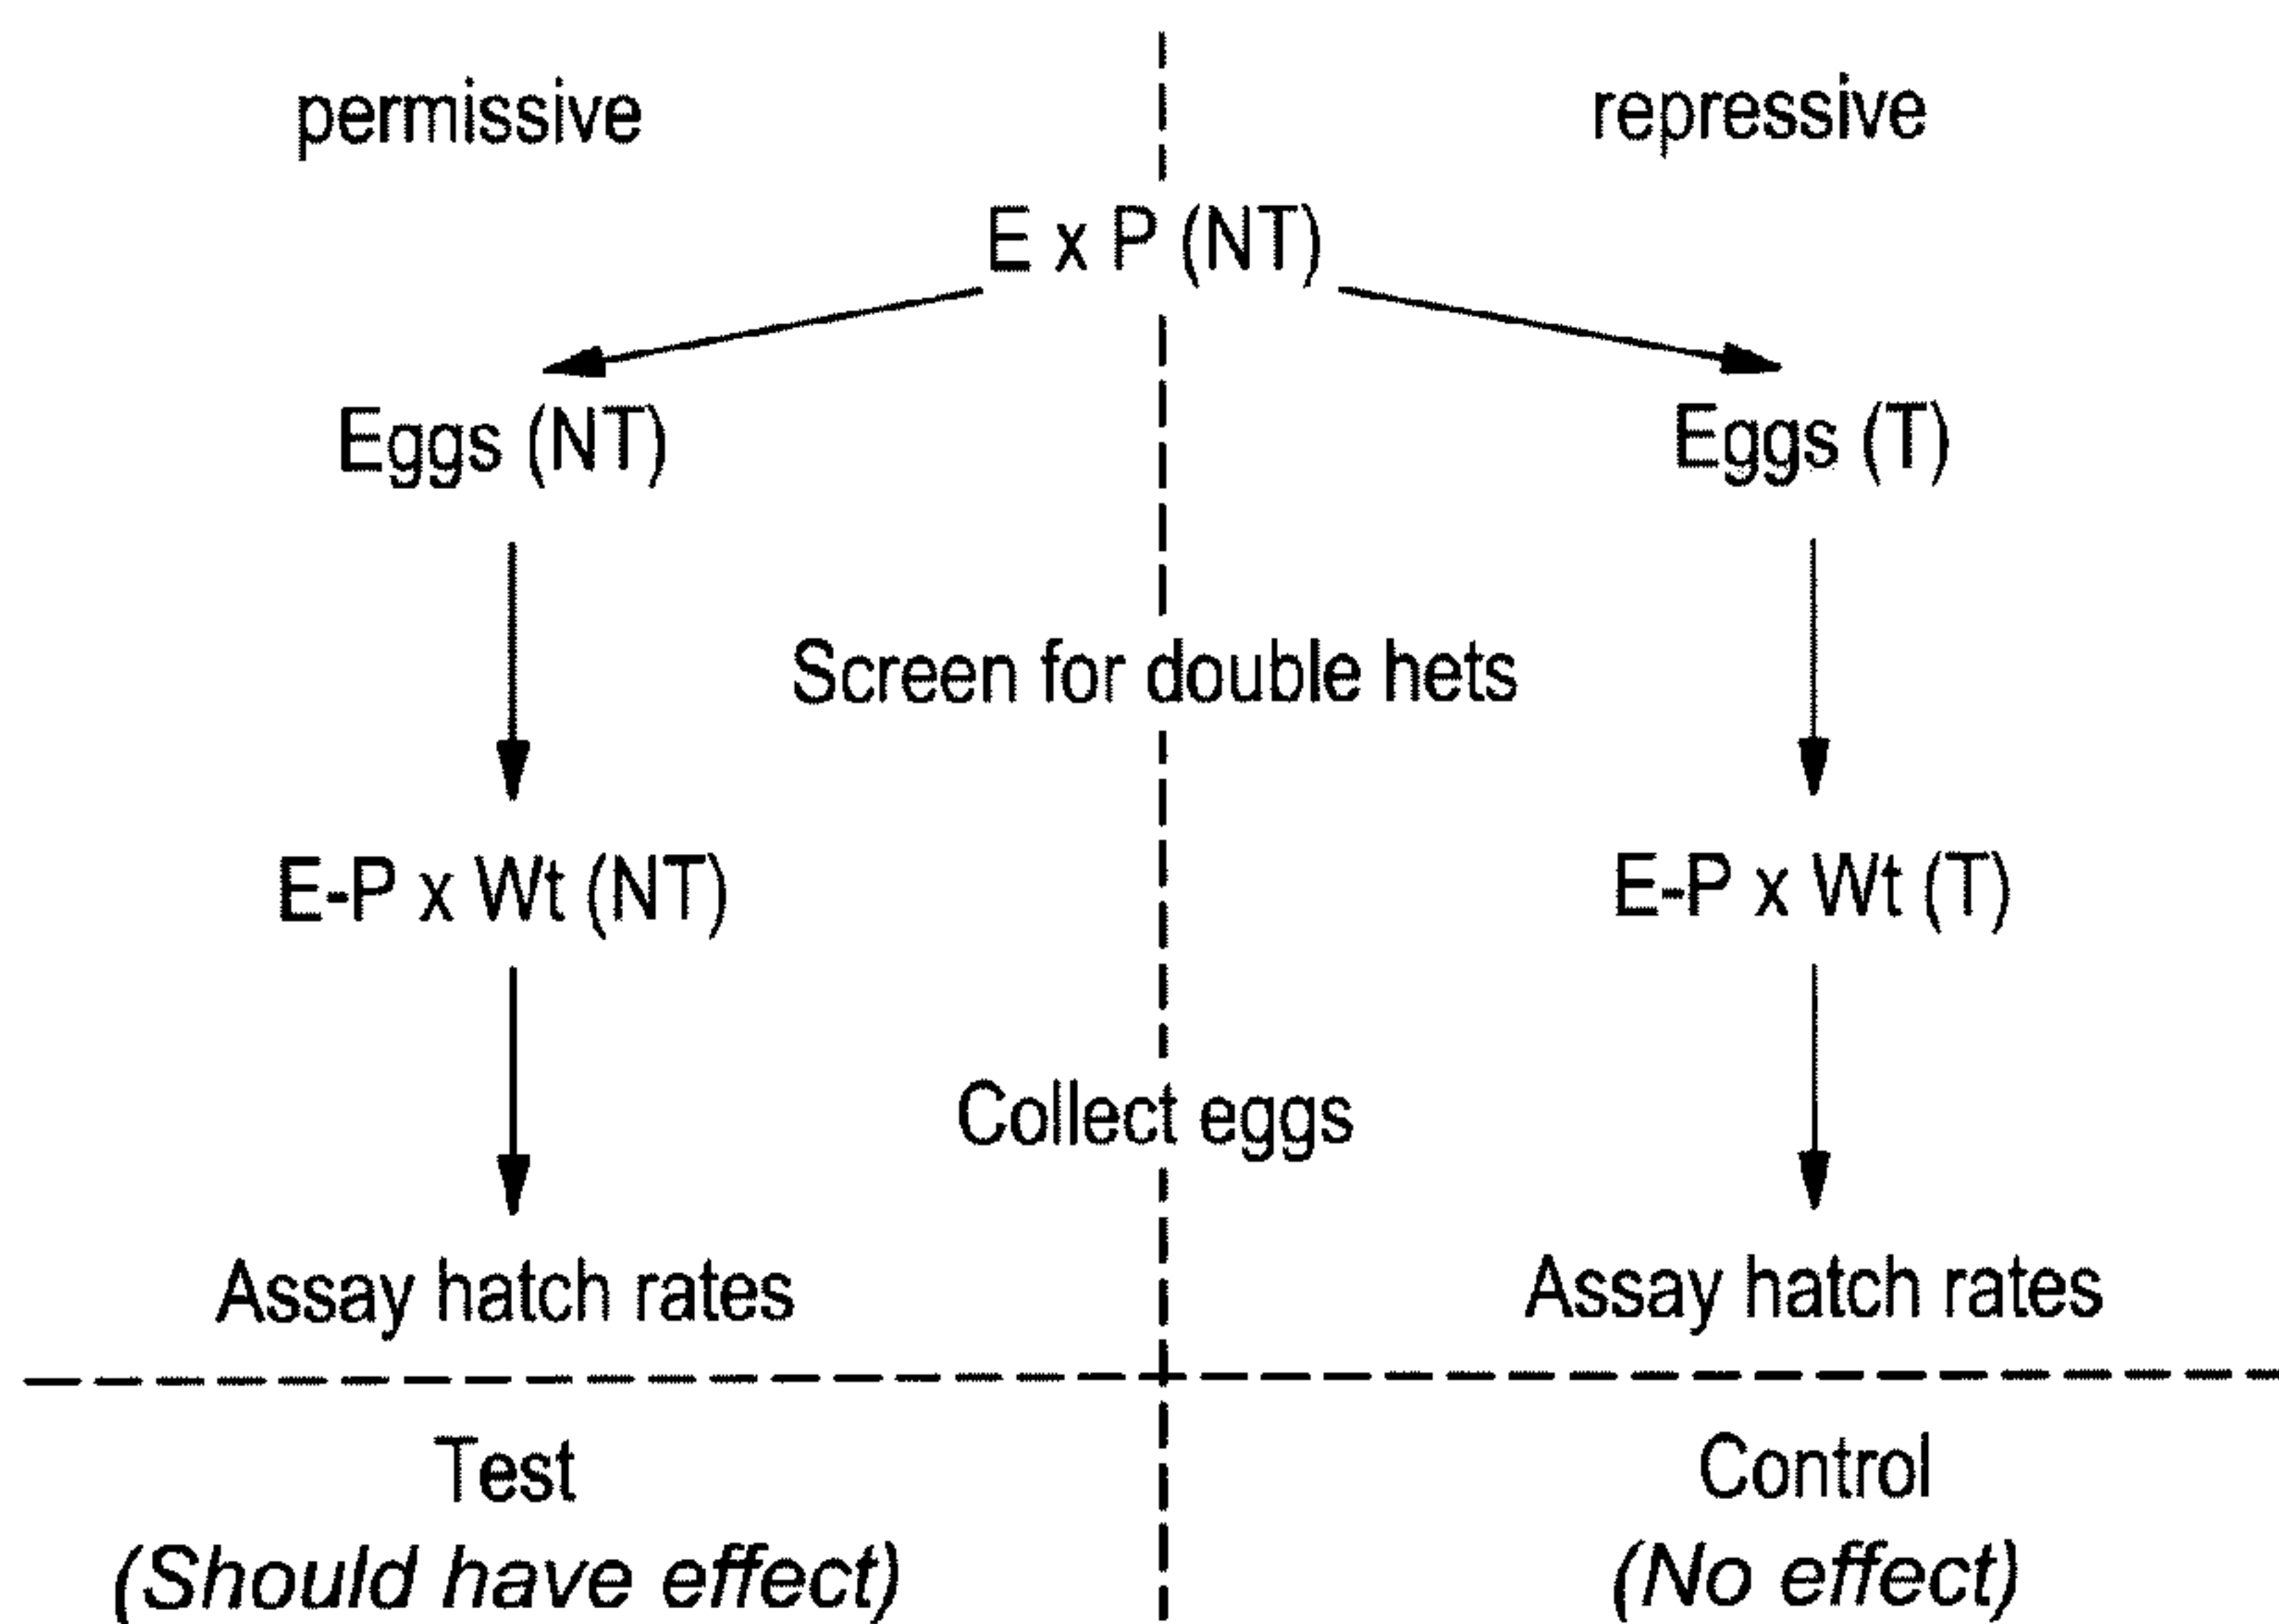 permissive
repressive
E x P (NT)
Eggs (NT)
Eggs (T)
Screen for double hets
E-P x Wt (NT)
E-P x Wt (T)
Collect eggs
Assay hatch rates
Assay hatch rates
Test
Control
(Should have effect)
(No effect)